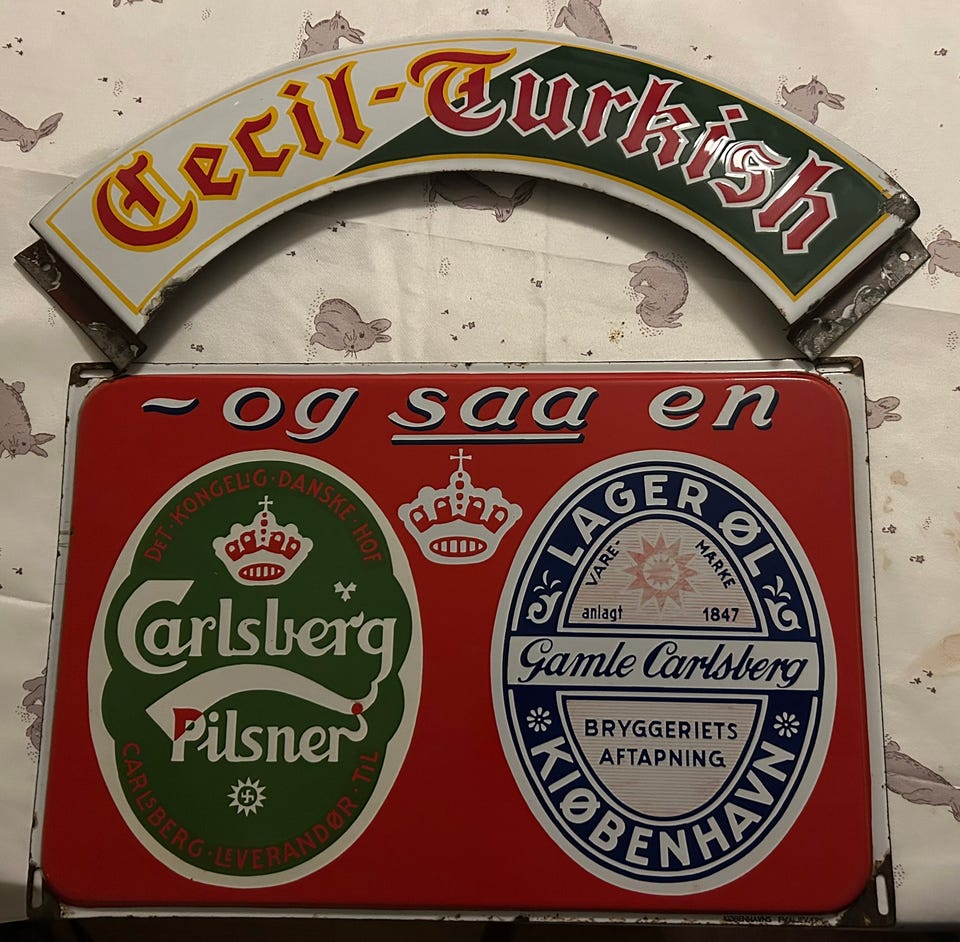 Cecil-Turkish
- og saa en
DET · KONGELIG · DANSKE · HOF
Carlsberg
Pilsner
CARLSBERG · LEVERANDØR · TIL
LAGER ØL
VARE-MÆRKE
anlagt 1847
Gamle Carlsberg
BRYGGERIETS
AFTAPNING
KIØBENHAVN